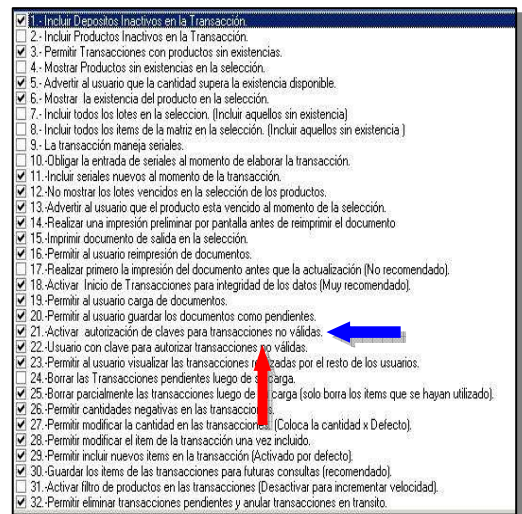 1.- Incluir Depositos Inactivos en la Transacción.
2.- Incluir Productos Inactivos en la Transacción.
3.- Permitir Transacciones con productos sin existencias.
4.- Mostrar Productos sin existencias en la selección.
5.- Advertir al usuario que la cantidad supera la existencia disponible.
6.- Mostrar la existencia del producto en la selección.
7.- Incluir todos los lotes en la seleccion. (Incluir aquellos sin existencia)
8.- Incluir todos los items de la matriz en la selección. (Incluir aquellos sin existencia )
9.- La transacción maneja seriales.
10.-Obligar la entrada de seriales al momento de elaborar la transacción.
11.-Incluir seriales nuevos al momento de la transacción.
12.-No mostrar los lotes vencidos en la selección de los productos.
13.-Advertir al usuario que el producto esta vencido al momento de la selección.
14.-Realizar una impresión preliminar por pantalla antes de reimprimir el documento
15.-Imprimir documento de salida en la selección.
16.-Permitir al usuario reimpresión de documentos.
17.-Realizar primero la impresión del documento antes que la actualización (No recomendado).
18.-Activar Inicio de Transacciones para integridad de los datos (Muy recomendado).
19.-Permitir al usuario carga de documentos.
20.-Permitir al usuario guardar los documentos como pendientes.
21.-Activar autorización de claves para transacciones no válidas.
22.-Usuario con clave para autorizar transacciones no válidas.
23.-Permitir al usuario visualizar las transacciones por el resto de los usuarios.
24.-Borrar las Transacciones pendientes luego de carga.
25.-Borrar parcialmente las transacciones luego de carga (solo borra los items que se hayan utilizado).
26.-Permitir cantidades negativas en las
27.-Permitir modificar la cantidad en las (Coloca la cantidad x Defecto).
28.-Permitir modificar el item de la transacción una vez incluido.
29.-Permitir incluir nuevos items en la transacción (Activado por defecto).
30.-Guardar los items de las transacciones para futuras consultas (recomendado).
31.-Activar filtro de productos en las transacciones (Desactivar para incrementar velocidad).
32.-Permitir eliminar transacciones pendientes y anular transacciones en transito.